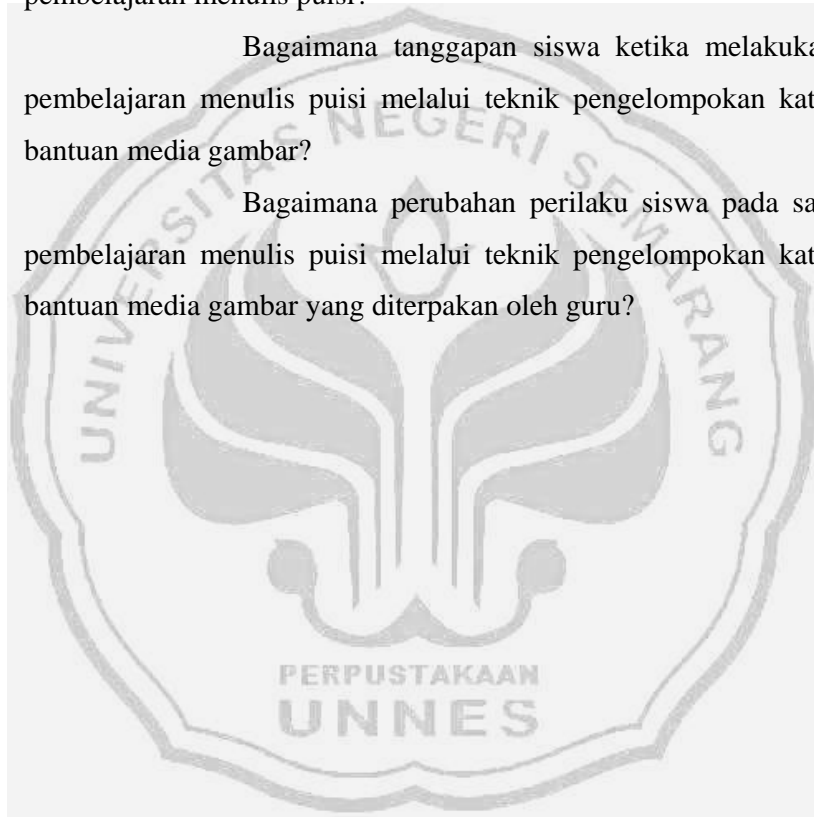 pembelajaran menulis puisi?
Bagaimana tanggapan siswa ketika melakuka
pembelajaran menulis puisi melalui teknik pengelompokan kat
bantuan media gambar?
Bagaimana perubahan perilaku siswa pada sa
pembelajaran menulis puisi melalui teknik pengelompokan kat
bantuan media gambar yang diterpakan oleh guru?
UNIVERSITAS NEGERI SEMARANG
PERPUSTAKAAN
UNNES